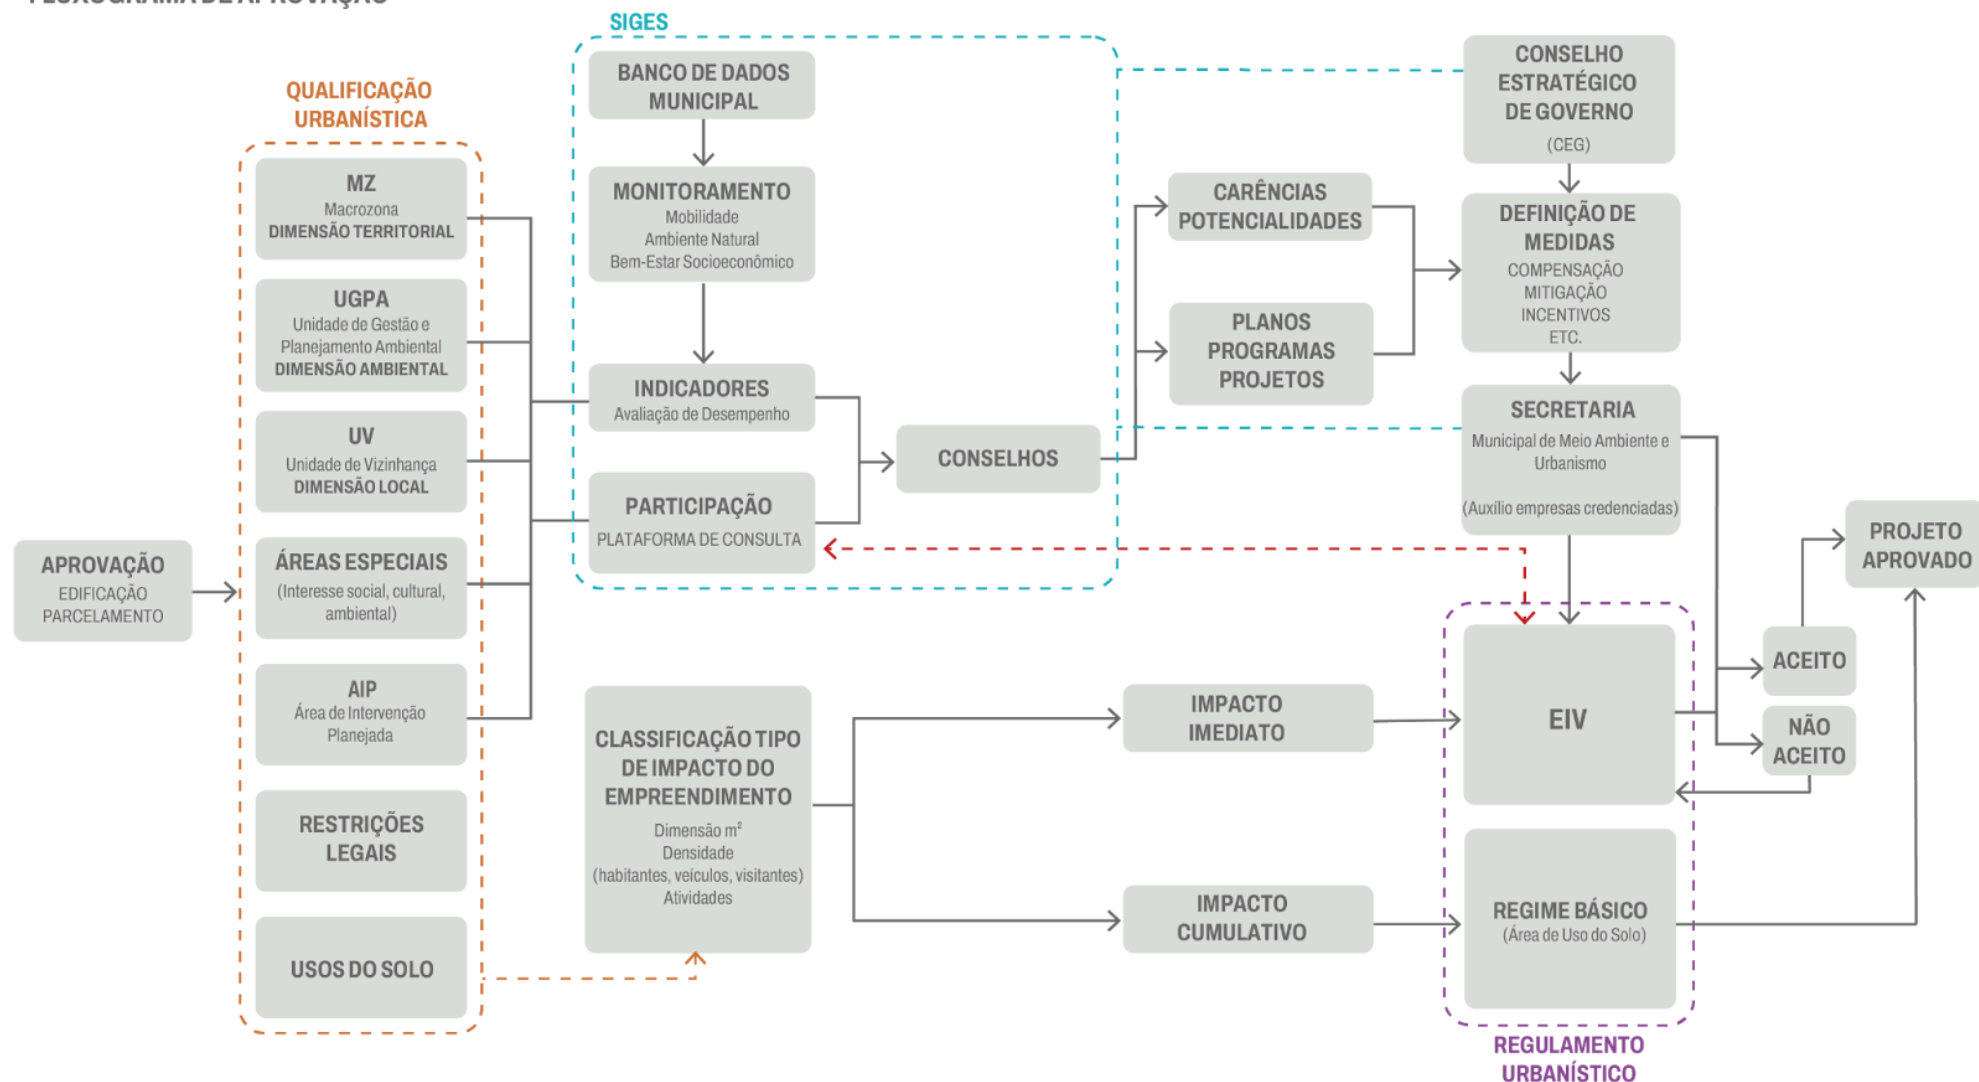 FLUXOGRAMA DE APROVAÇÃO
SIGES
QUALIFICAÇÃO
URBANÍSTICA
APROVAÇÃO
EDIFICAÇÃO
PARCELAMENTO
MZ
Macrozona
DIMENSÃO TERRITORIAL
UGPA
Unidade de Gestão e
Planejamento Ambiental
DIMENSÃO AMBIENTAL
UV
Unidade de Vizinhança
DIMENSÃO LOCAL
ÁREAS ESPECIAIS
(Interesse social, cultural,
ambiental)
AIP
Área de Intervenção
Planejada
RESTRIÇÕES
LEGAIS
USOS DO SOLO
BANCO DE DADOS
MUNICIPAL
MONITORAMENTO
Mobilidade
Ambiente Natural
Bem-Estar Socioeconômico
INDICADORES
Avaliação de Desempenho
PARTICIPAÇÃO
PLATAFORMA DE CONSULTA
CONSELHOS
CLASSIFICAÇÃO TIPO
DE IMPACTO DO
EMPREENDIMENTO
Dimensão m²
Densidade
(habitantes, veículos, visitantes)
Atividades
CARÊNCIAS
POTENCIALIDADES
PLANOS
PROGRAMAS
PROJETOS
IMPACTO
IMEDIATO
IMPACTO
CUMULATIVO
CONSELHO
ESTRATÉGICO
DE GOVERNO
(CEG)
DEFINIÇÃO DE
MEDIDAS
COMPENSAÇÃO
MITIGAÇÃO
INCENTIVOS
ETC.
SECRETARIA
Municipal de Meio Ambiente e
Urbanismo
(Auxílio empresas credenciadas)
EIV
REGIME BÁSICO
(Área de Uso do Solo)
REGULAMENTO
URBANÍSTICO
ACEITO
NÃO
ACEITO
PROJETO
APROVADO